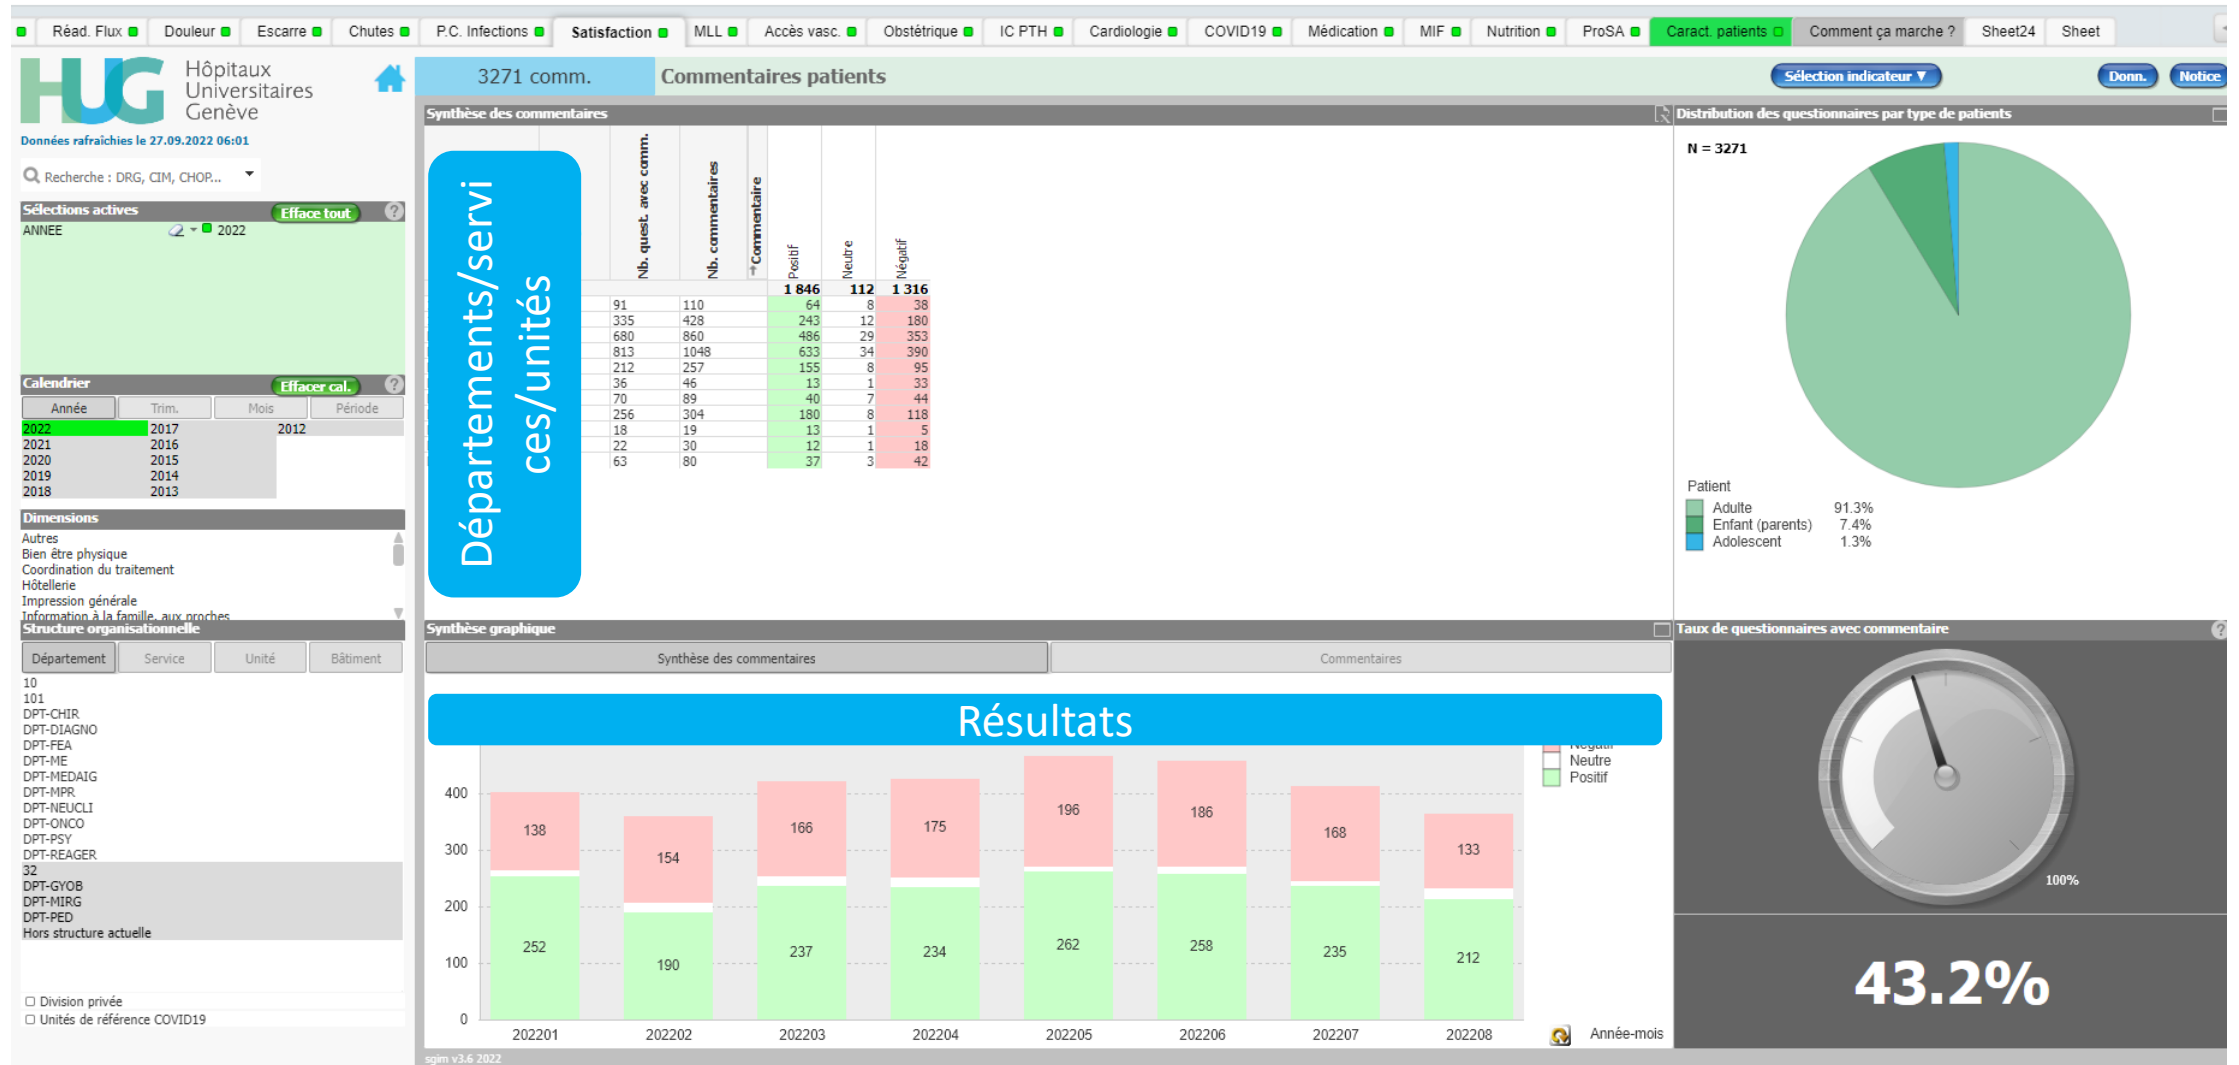 Réad. Flux Douleur Escarre Chutes P.C. Infections Satisfaction MLL Accès vasc. Obstétrique IC PTH Cardiologie COVID19 Médication MIF Nutrition ProSA Caract. patients Comment ça marche ? Sheet24 Sheet
HUG
Hôpitaux
Universitaires
Genève
Données rafraîchies le 27.09.2022 06:01
Recherche : DRG, CIM, CHOP...
Sélections actives Efface tout ?
ANNEE 2022
Calendrier Effacer cal. ?
Année Trim. Mois Période
2022 2017 2012
2021 2016
2020 2015
2019 2014
2018 2013
Dimensions
Autres
Bien être physique
Coordination du traitement
Hôtellerie
Impression générale
Information à la famille, aux proches
Structure organisationnelle
Département Service Unité Bâtiment
10
101
DPT-CHIR
DPT-DIAGNO
DPT-FEA
DPT-ME
DPT-MEDAIG
DPT-MPR
DPT-NEUCLI
DPT-ONCO
DPT-PSY
DPT-REAGER
32
DPT-GYOB
DPT-MIRG
DPT-PED
Hors structure actuelle
Division privée
Unités de référence COVID19
3271 comm. Commentaires patients Sélection indicateur ▼ Donn. Notice
Synthèse des commentaires
Départements/servi
ces/unités
Nb. quest. avec comm. Nb. commentaires Commentaire Positif Neutre Négatif
1 846 112 1 316
91 110 64 8 38
335 428 243 12 180
680 860 486 29 353
813 1048 633 34 390
212 257 155 8 95
36 46 13 1 33
70 89 40 7 44
256 304 180 8 118
18 19 13 1 5
22 30 12 1 18
63 80 37 3 42
Distribution des questionnaires par type de patients
N = 3271
Patient
Adulte 91.3%
Enfant (parents) 7.4%
Adolescent 1.3%
Synthèse graphique
Synthèse des commentaires Commentaires
Résultats
Négatif
Neutre
Positif
400
300
200
100
0
138 154 166 175 196 186 168 133
252 190 237 234 262 258 235 212
202201 202202 202203 202204 202205 202206 202207 202208 Année-mois
sgim v3.6 2022
Taux de questionnaires avec commentaire ?
100%
43.2%